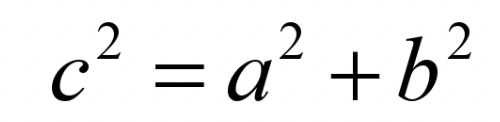 c² = a² + b²